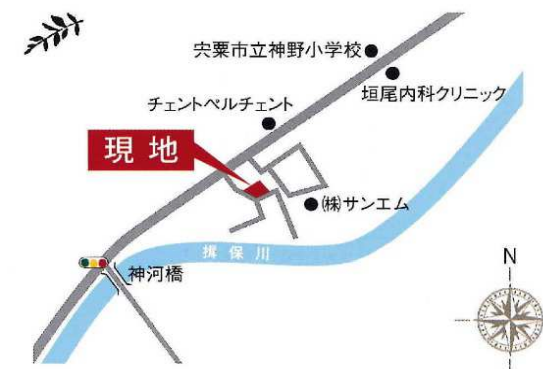 宍粟市立神野小学校
垣尾内科クリニック
チェントペルチェント
現地
㈱サンエム
揖保川
神河橋
N